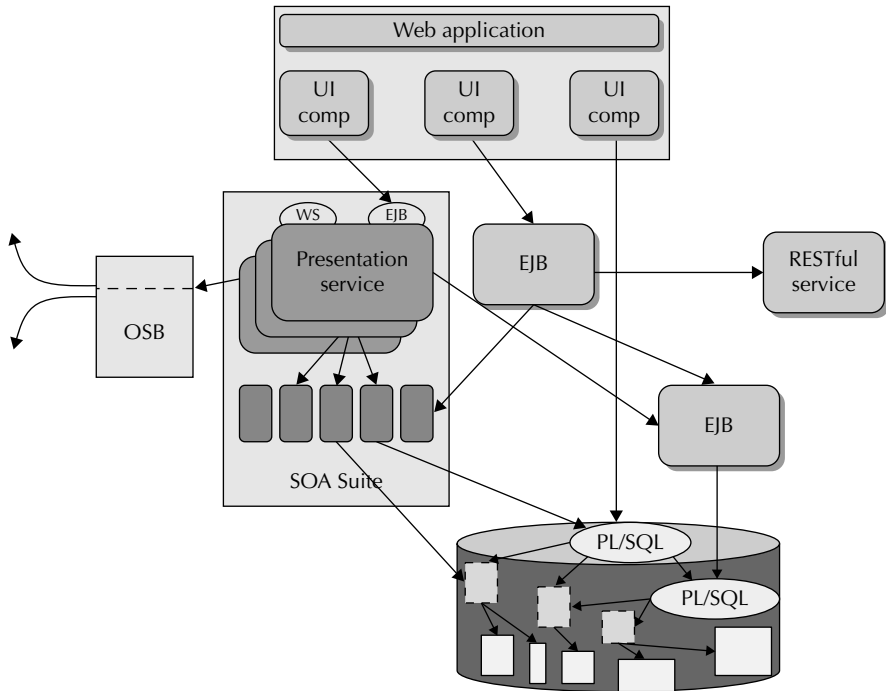 Web application
UI
comp
UI
comp
UI
comp
WS
EJB
Presentation
service
EJB
RESTful
service
OSB
EJB
SOA Suite
PL/SQL
PL/SQL